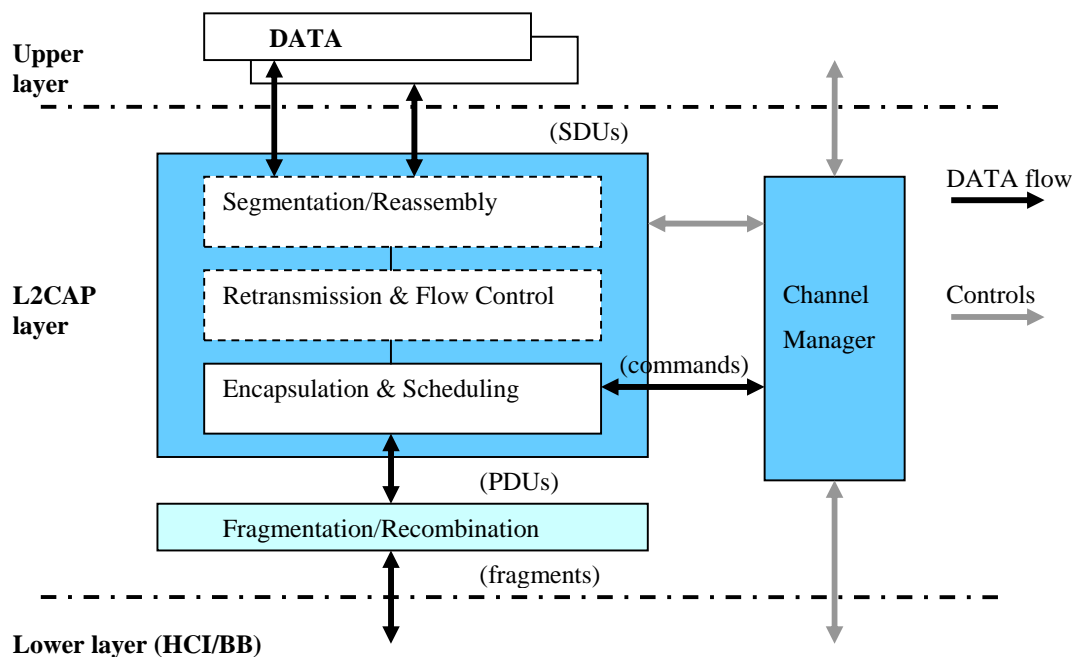 DATA
Upper
layer
(SDUs)
Segmentation/Reassembly
DATA flow
Retransmission & Flow Control
L2CAP
layer
Channel
Manager
Controls
(commands)
Encapsulation & Scheduling
(PDUs)
Fragmentation/Recombination
(fragments)
Lower layer (HCI/BB)